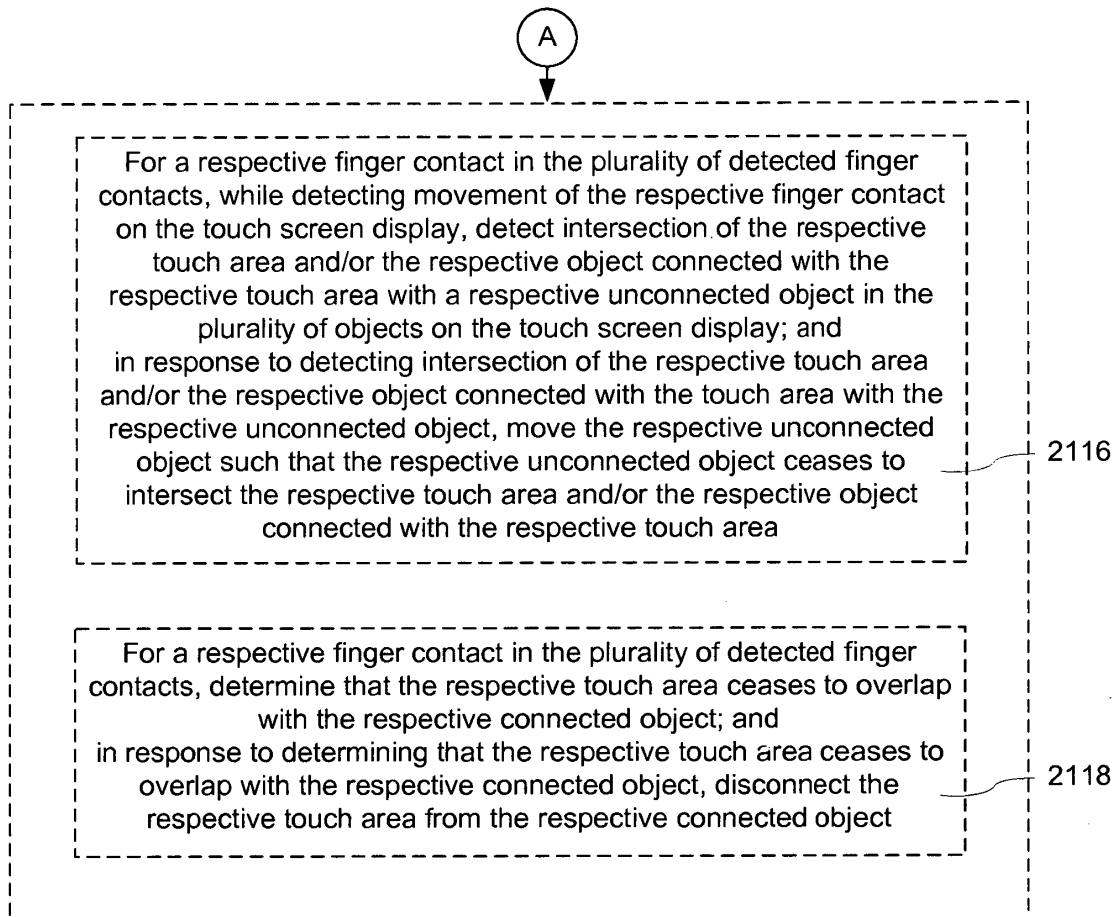 A
For a respective finger contact in the plurality of detected finger
contacts, while detecting movement of the respective finger contact
on the touch screen display, detect intersection of the respective
touch area and/or the respective object connected with the
respective touch area with a respective unconnected object in the
plurality of objects on the touch screen display; and
in response to detecting intersection of the respective touch area
and/or the respective object connected with the touch area with the
respective unconnected object, move the respective unconnected
object such that the respective unconnected object ceases to
intersect the respective touch area and/or the respective object
connected with the respective touch area
2116
For a respective finger contact in the plurality of detected finger
contacts, determine that the respective touch area ceases to overlap
with the respective connected object; and
in response to determining that the respective touch area ceases to
overlap with the respective connected object, disconnect the
respective touch area from the respective connected object
2118